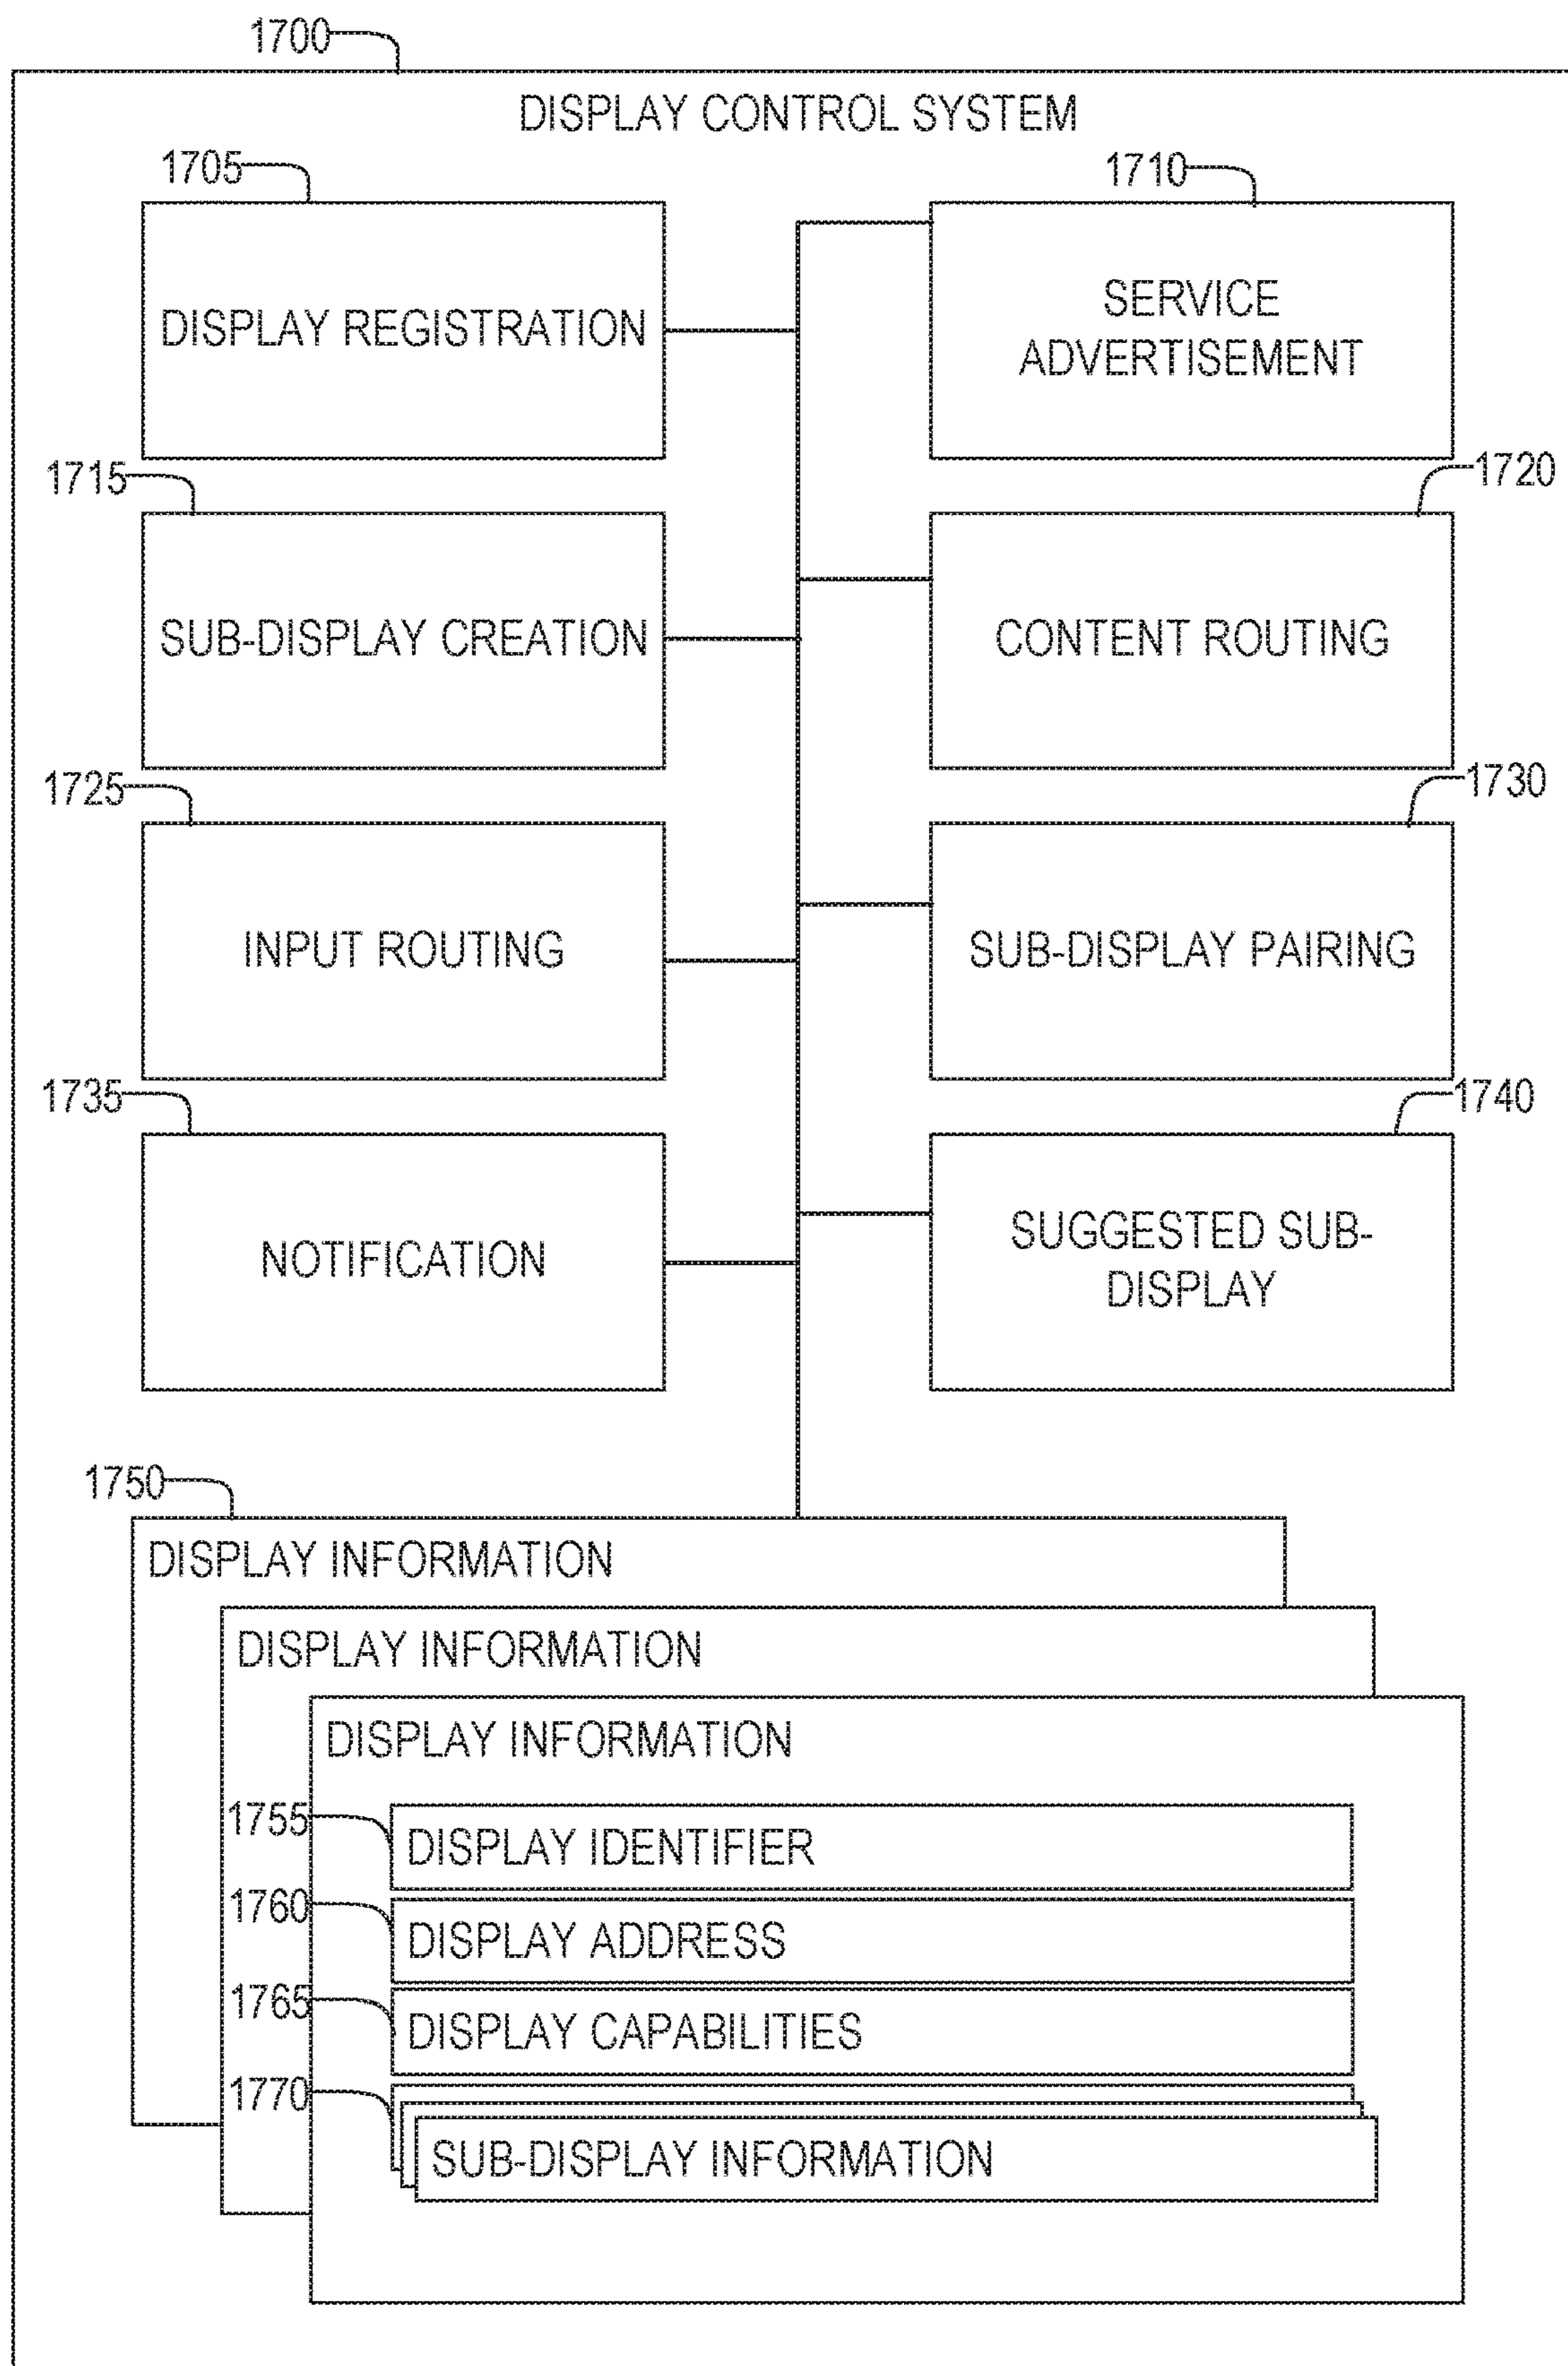 1700
DISPLAY CONTROL SYSTEM
1705
1710
DISPLAY REGISTRATION
SERVICE
ADVERTISEMENT
1715
1720
SUB-DISPLAY CREATION
CONTENT ROUTING
1725
1730
INPUT ROUTING
SUB-DISPLAY PAIRING
1735
1740
NOTIFICATION
SUGGESTED SUB-
DISPLAY
1750
DISPLAY INFORMATION
DISPLAY INFORMATION
DISPLAY INFORMATION
1755
DISPLAY IDENTIFIER
1760
DISPLAY ADDRESS
1765
DISPLAY CAPABILITIES
1770
SUB-DISPLAY INFORMATION